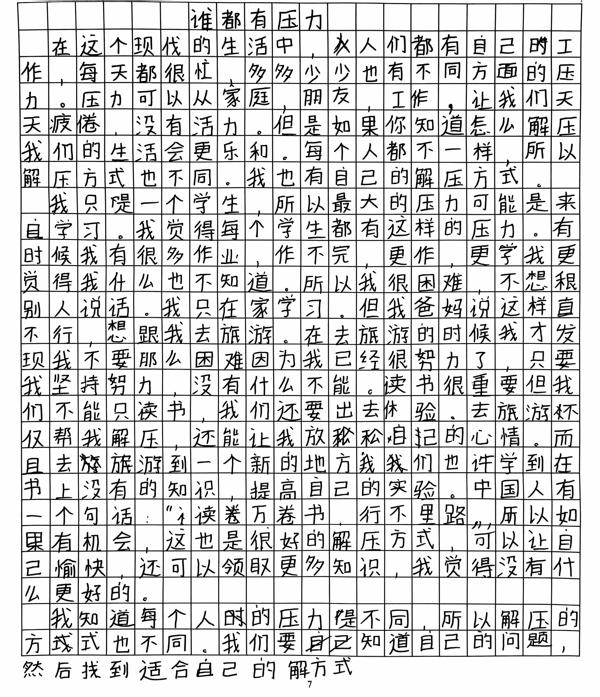 谁都有压力
在这个现代的生活中，人人们都有自己的工
作，每天都很忙，多多少少也有不同方面的压
力。压力可以从家庭，朋友，工作，让我们天
天疲倦，没有活力。但是如果你知道怎么解压
我们的生活会更乐和。每个人都不一样，所以
解压方式也不同。我也有自己的解压方式。
我只是一个学生，所以最大的压力可能是来
自学习。我觉得每个学生都有这样的压力。有
时候我有很多作业，作不完，更作，更学我更
觉得我什么也不知道。所以我很困难，不想跟
别人说话。我只在家学习。但我爸妈说这样直
不行，想跟我去旅游。在去旅游的时候我才发
现我不要那么困难因为我已经很努力了，只要
我坚持努力，没有什么不能。读书很重要但我
们不能只读书，我们还要出去体验。去旅游不
仅帮我解压，还能让我放松松自己的心情。而
且去旅游到一个新的地方我我们也许学到在
书上没有的知识，提高自己的实验。中国人有
一个句话："读卷万卷书，行不里路"，所以如
果有机会，这也是很好的解压方式，可以让自
己愉快，还可以领取更多知识，我觉得没有什
么更好的。
我知道每个人的压力是不同，所以解压的
方式也不同。我们要知道自己的问题，
然后找到适合自己的解方式
7